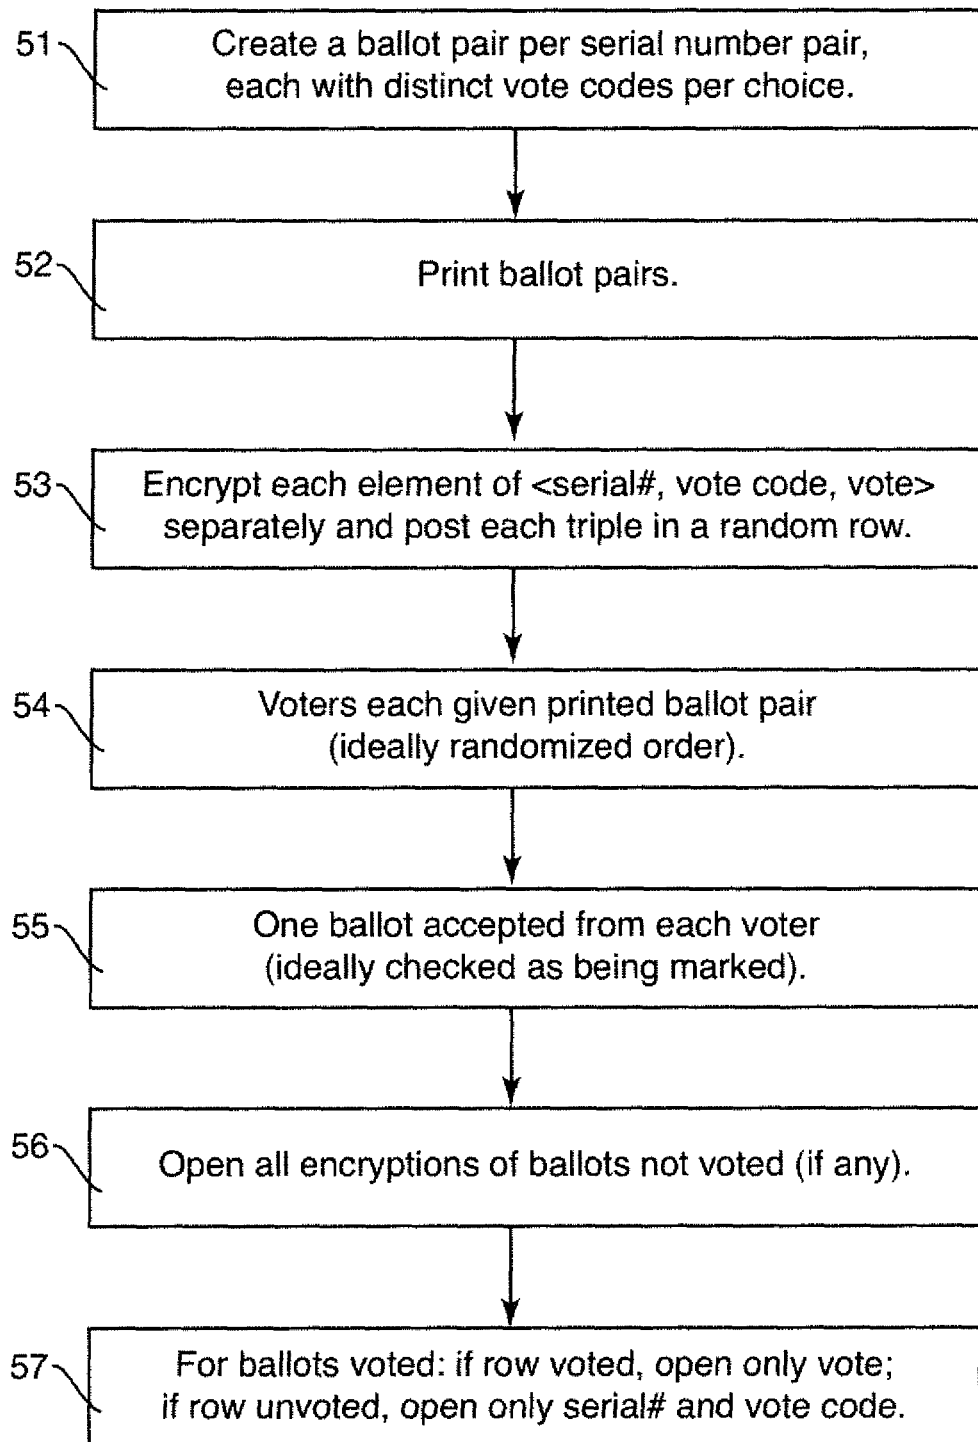 51
Create a ballot pair per serial number pair,
each with distinct vote codes per choice.
52
Print ballot pairs.
53
Encrypt each element of <serial#, vote code, vote>
separately and post each triple in a random row.
54
Voters each given printed ballot pair
(ideally randomized order).
55
One ballot accepted from each voter
(ideally checked as being marked).
56
Open all encryptions of ballots not voted (if any).
57
For ballots voted: if row voted, open only vote;
if row unvoted, open only serial# and vote code.